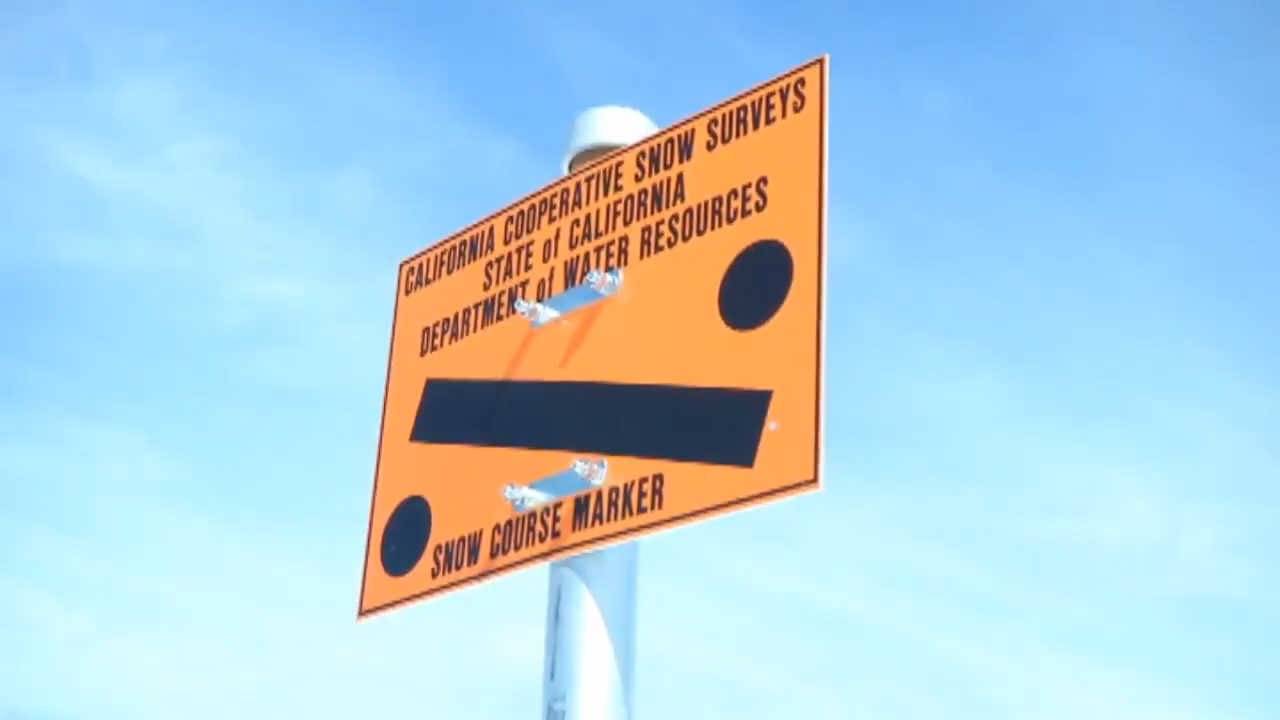 CALIFORNIA COOPERATIVE SNOW SURVEYS
STATE of CALIFORNIA
DEPARTMENT of WATER RESOURCES
SNOW COURSE MARKER